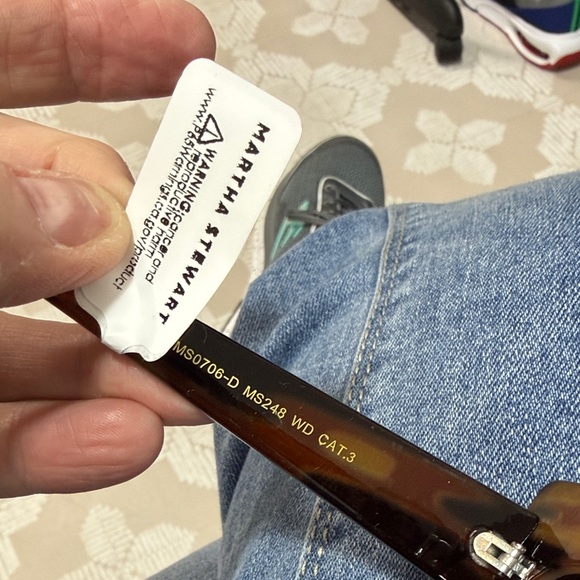 MARTHA STEWART
WARNING: cancer and
reproductive harm
www.P65Warnings.ca.gov/product
MS0706-D MS248 WD CAT.3